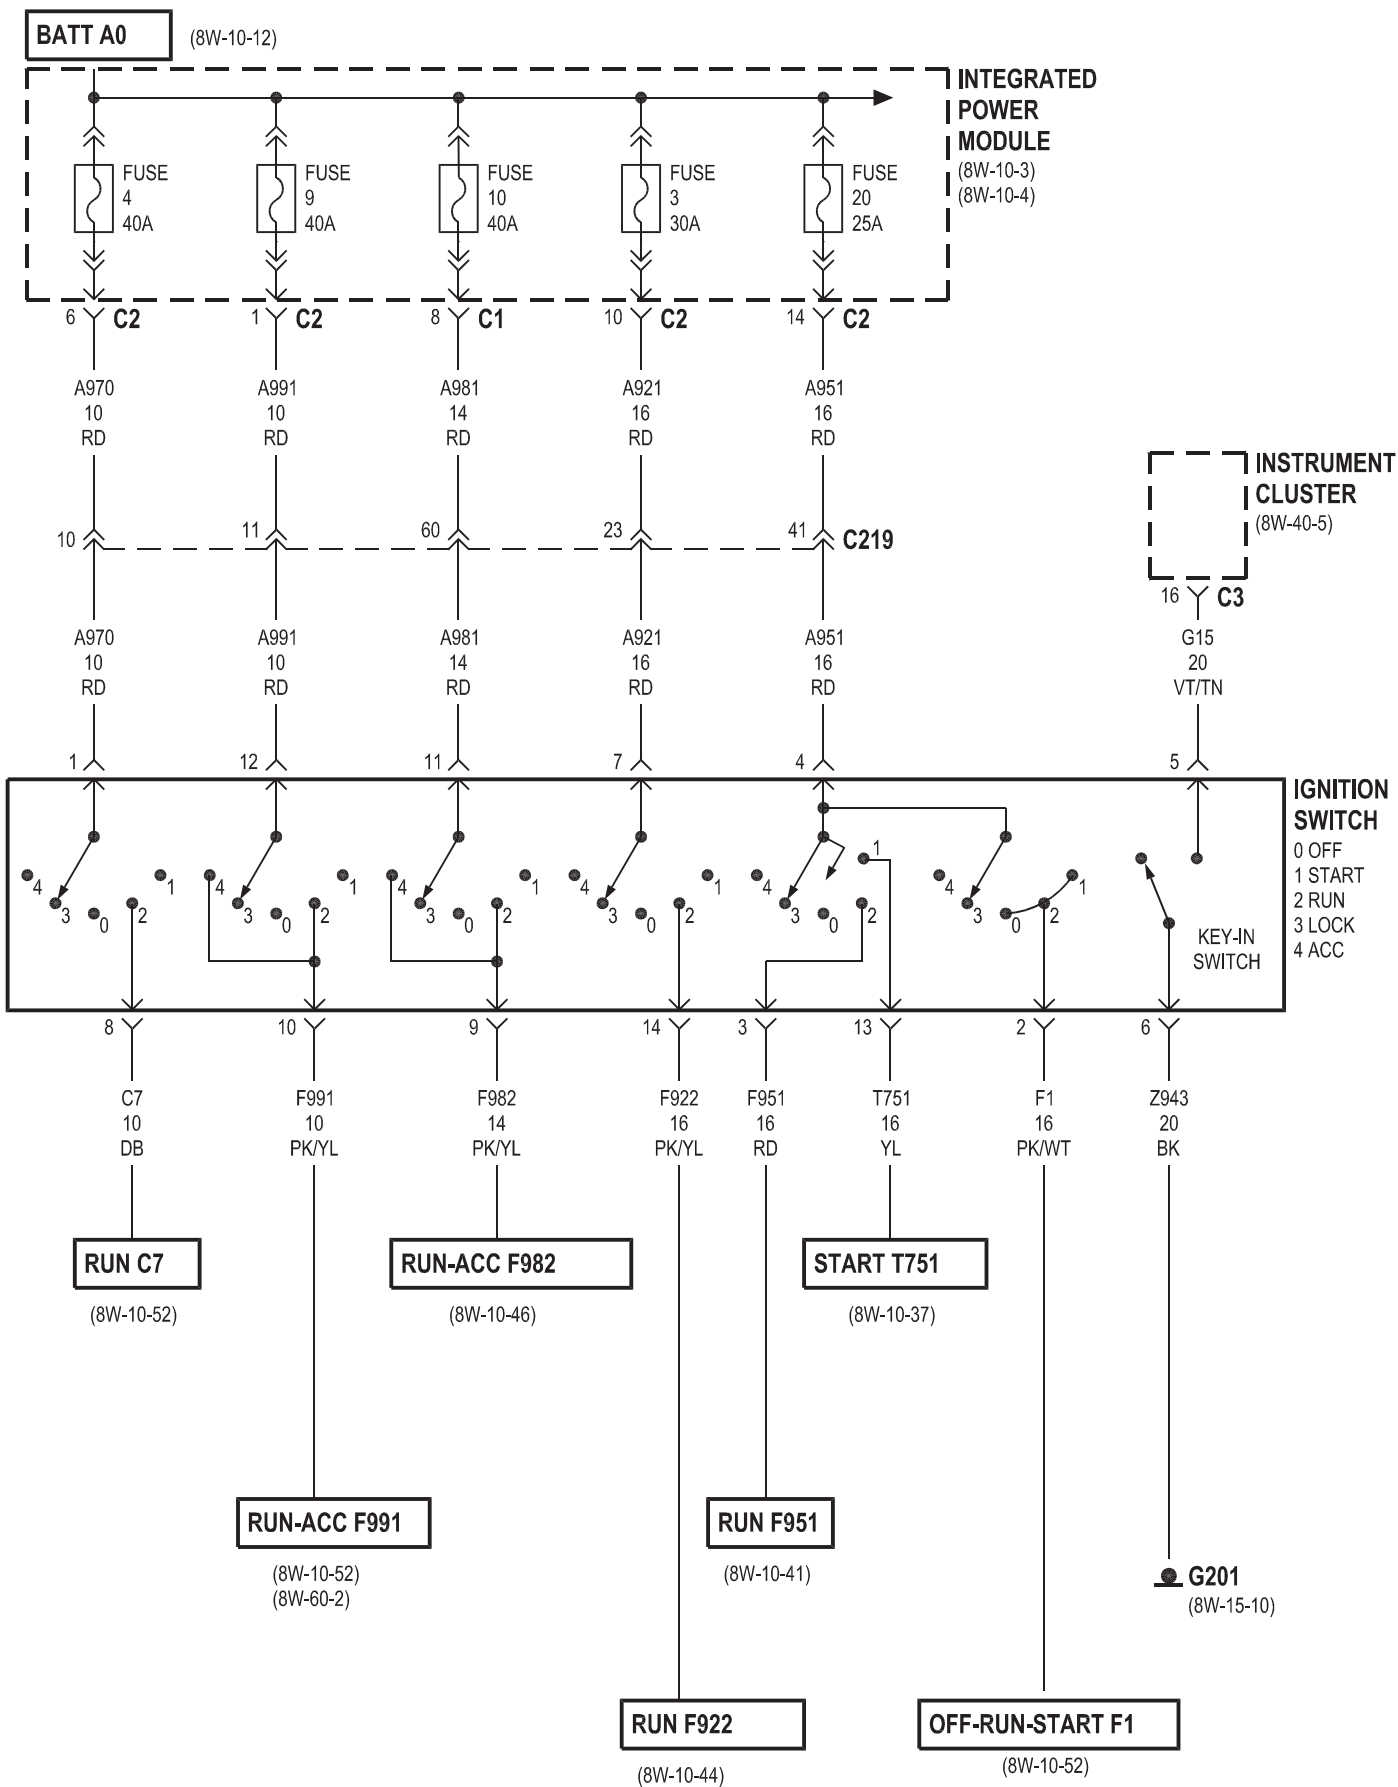 BATT A0
(8W-10-12)
INTEGRATED
POWER
MODULE
(8W-10-3)
(8W-10-4)
FUSE
4
40A
FUSE
9
40A
FUSE
10
40A
FUSE
3
30A
FUSE
20
25A
6 C2
1 C2
8 C1
10 C2
14 C2
A970
10
RD
A991
10
RD
A981
14
RD
A921
16
RD
A951
16
RD
INSTRUMENT
CLUSTER
(8W-40-5)
10
11
60
23
41
C219
16 C3
A970
10
RD
A991
10
RD
A981
14
RD
A921
16
RD
A951
16
RD
G15
20
VT/TN
1
12
11
7
4
5
IGNITION
SWITCH
0 OFF
1 START
2 RUN
3 LOCK
4 ACC
4 3 0 2 1
4 3 0 2 1
4 3 0 2 1
4 3 0 2 1
4 3 0 2 1
4 3 0 2 1
KEY-IN
SWITCH
8
10
9
14
3
13
2
6
C7
10
DB
F991
10
PK/YL
F982
14
PK/YL
F922
16
PK/YL
F951
16
RD
T751
16
YL
F1
16
PK/WT
Z943
20
BK
RUN C7
(8W-10-52)
RUN-ACC F982
(8W-10-46)
START T751
(8W-10-37)
RUN-ACC F991
(8W-10-52)
(8W-60-2)
RUN F951
(8W-10-41)
G201
(8W-15-10)
RUN F922
(8W-10-44)
OFF-RUN-START F1
(8W-10-52)